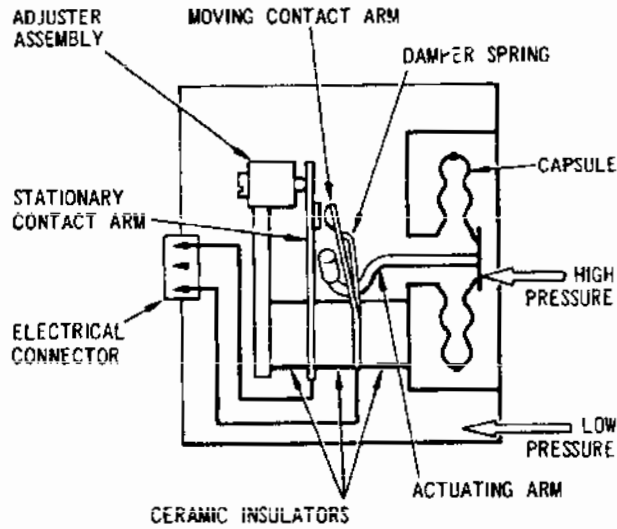 ADJUSTER
ASSEMBLY
MOVING CONTACT ARM
DAMPER SPRING
CAPSULE
STATIONARY
CONTACT ARM
HIGH
PRESSURE
ELECTRICAL
CONNECTOR
LOW
PRESSURE
ACTUATING ARM
CERAMIC INSULATORS